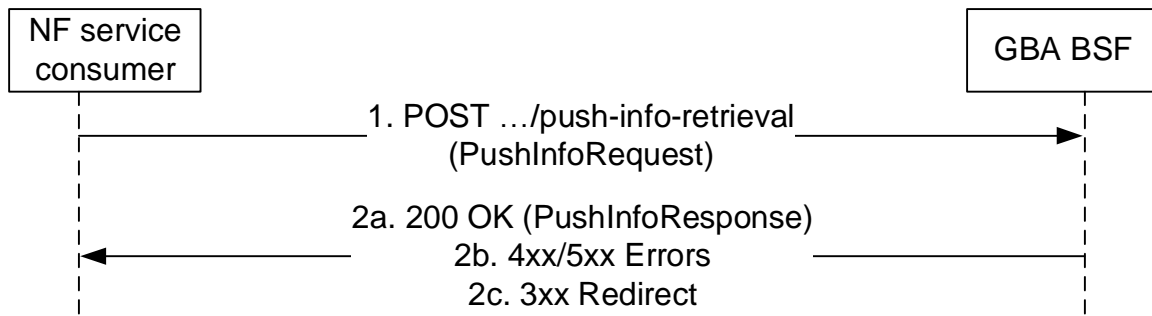 NF service
consumer
GBA BSF
1. POST …/push-info-retrieval
(PushInfoRequest)
2a. 200 OK (PushInfoResponse)
2b. 4xx/5xx Errors
2c. 3xx Redirect